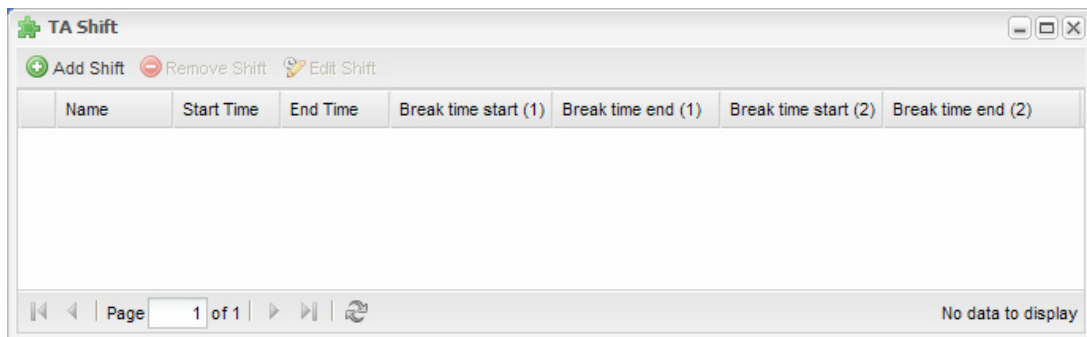 TA Shift
Add Shift Remove Shift Edit Shift
Name Start Time End Time Break time start (1) Break time end (1) Break time start (2) Break time end (2)
Page 1 of 1 No data to display